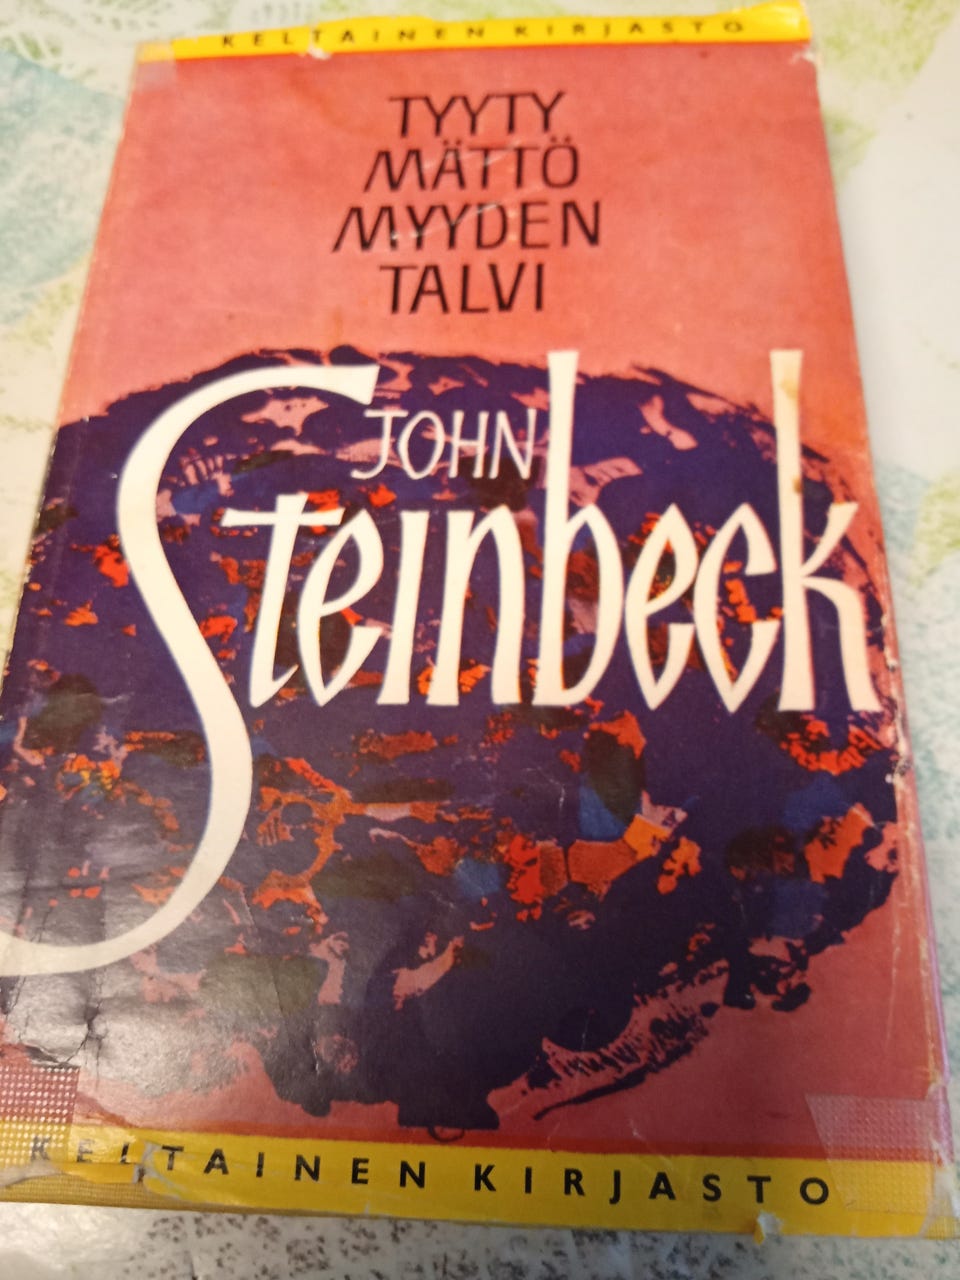 KELTAINEN KIRJASTO
TYYTY
MÄTTÖ
MYYDEN
TALVI
JOHN
Steinbeck
KELTAINEN KIRJASTO